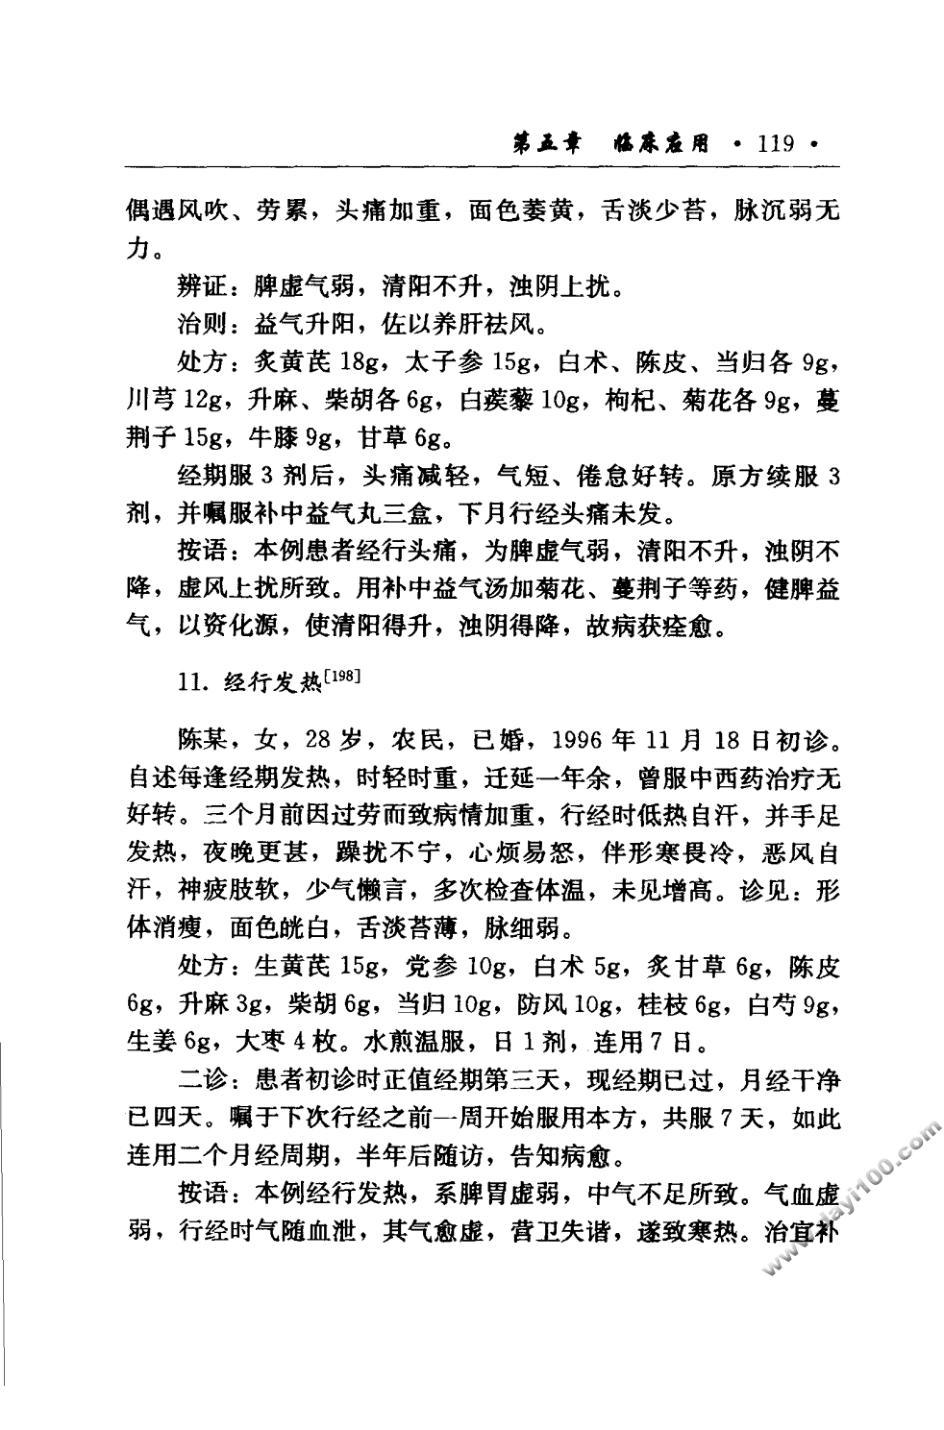 第五章　临床应用 · 119 ·
偶遇风吹、劳累，头痛加重，面色萎黄，舌淡少苔，脉沉弱无
力。
辨证：脾虚气弱，清阳不升，浊阴上扰。
治则：益气升阳，佐以养肝祛风。
处方：炙黄芪 18g，太子参 15g，白术、陈皮、当归各 9g，
川芎 12g，升麻、柴胡各 6g，白蒺藜 10g，枸杞、菊花各 9g，蔓
荆子 15g，牛膝 9g，甘草 6g。
经期服 3 剂后，头痛减轻，气短、倦怠好转。原方续服 3
剂，并嘱服补中益气丸三盒，下月行经头痛未发。
按语：本例患者经行头痛，为脾虚气弱，清阳不升，浊阴不
降，虚风上扰所致。用补中益气汤加菊花、蔓荆子等药，健脾益
气，以资化源，使清阳得升，浊阴得降，故病获痊愈。
11. 经行发热[198]
陈某，女，28 岁，农民，已婚，1996 年 11 月 18 日初诊。
自述每逢经期发热，时轻时重，迁延一年余，曾服中西药治疗无
好转。三个月前因过劳而致病情加重，行经时低热自汗，并手足
发热，夜晚更甚，躁扰不宁，心烦易怒，伴形寒畏冷，恶风自
汗，神疲肢软，少气懒言，多次检查体温，未见增高。诊见：形
体消瘦，面色㿠白，舌淡苔薄，脉细弱。
处方：生黄芪 15g，党参 10g，白术 5g，炙甘草 6g，陈皮
6g，升麻 3g，柴胡 6g，当归 10g，防风 10g，桂枝 6g，白芍 9g，
生姜 6g，大枣 4 枚。水煎温服，日 1 剂，连用 7 日。
二诊：患者初诊时正值经期第三天，现经期已过，月经干净
已四天。嘱于下次行经之前一周开始服用本方，共服 7 天，如此
连用二个月经周期，半年后随访，告知病愈。
按语：本例经行发热，系脾胃虚弱，中气不足所致。气血虚
弱，行经时气随血泄，其气愈虚，营卫失谐，遂致寒热。治宜补